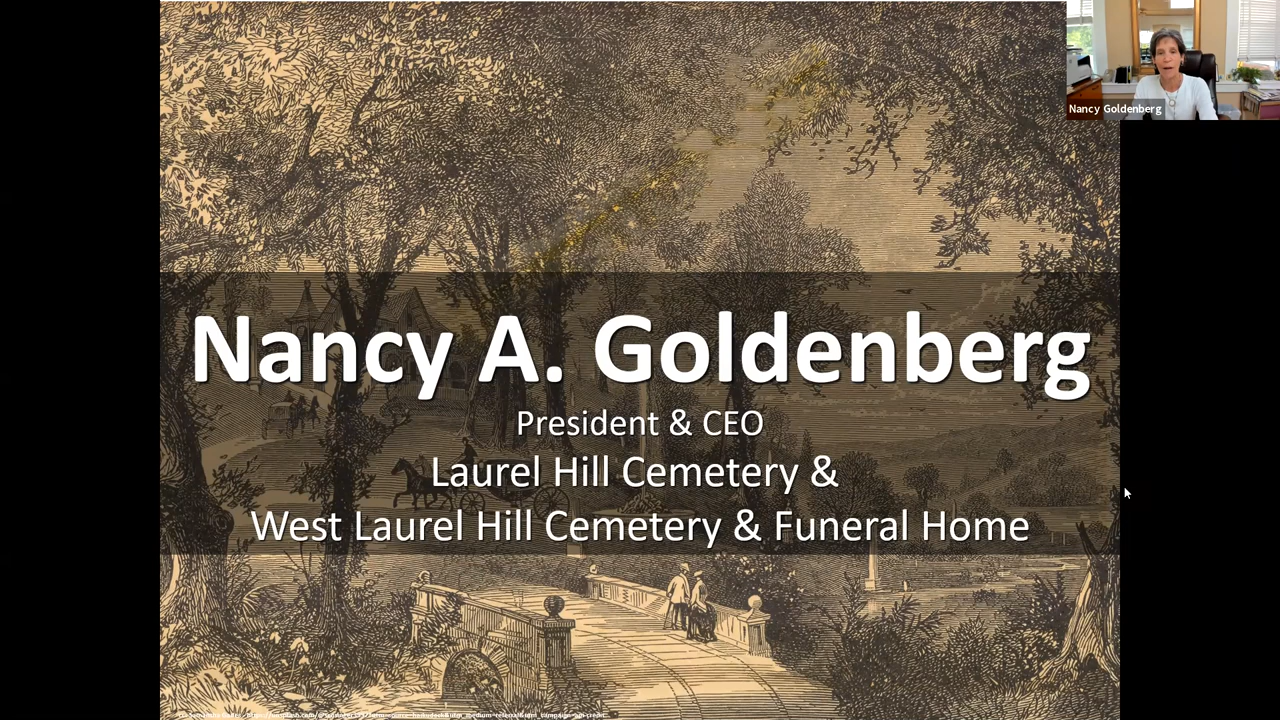 Nancy Goldenberg
Nancy A. Goldenberg
President & CEO
Laurel Hill Cemetery &
West Laurel Hill Cemetery & Funeral Home